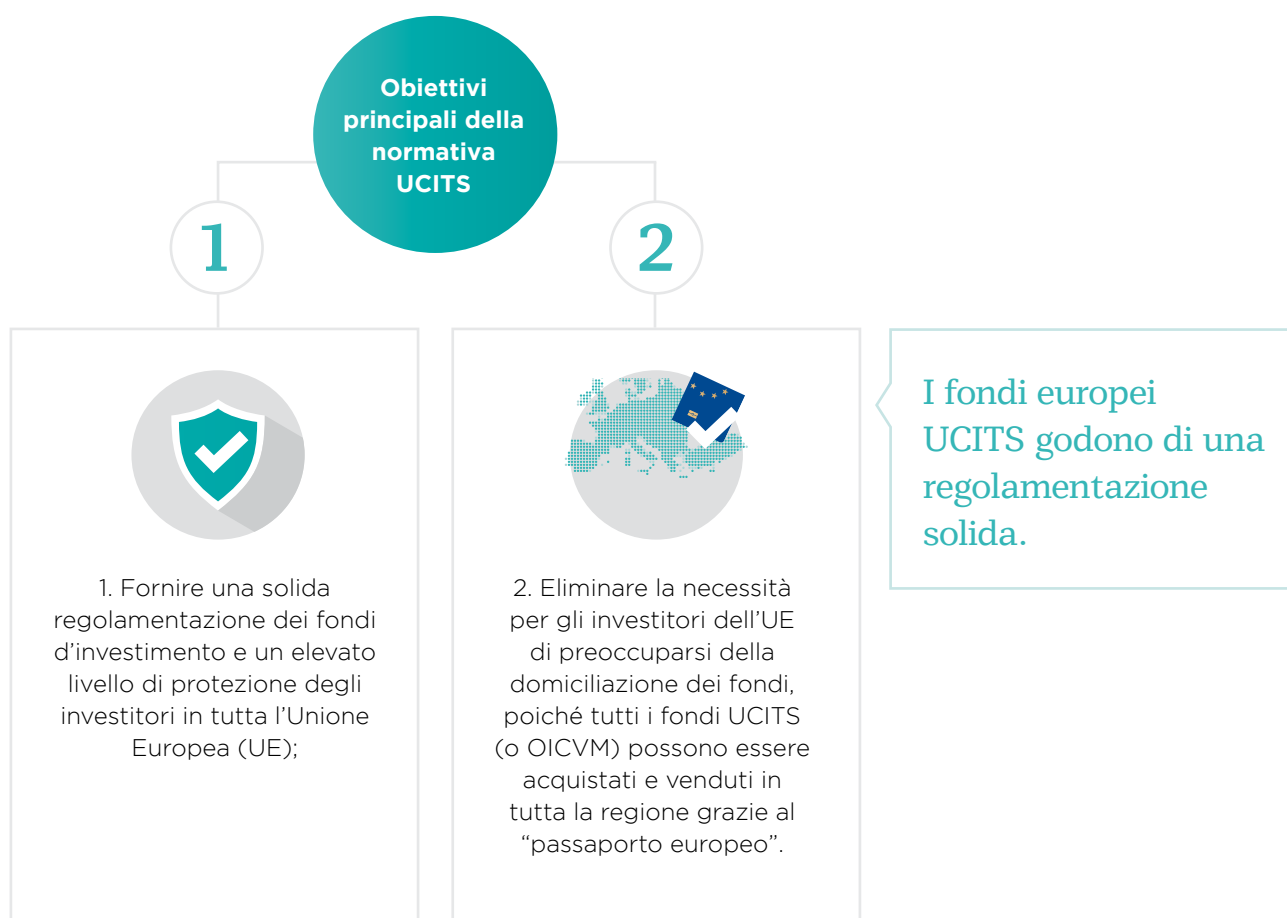 Obiettivi
principali della
normativa
UCITS
1
2
1. Fornire una solida
regolamentazione dei fondi
d’investimento e un elevato
livello di protezione degli
investitori in tutta l’Unione
Europea (UE);
2. Eliminare la necessità
per gli investitori dell’UE
di preoccuparsi della
domiciliazione dei fondi,
poiché tutti i fondi UCITS
(o OICVM) possono essere
acquistati e venduti in
tutta la regione grazie al
“passaporto europeo”.
I fondi europei
UCITS godono di una
regolamentazione
solida.